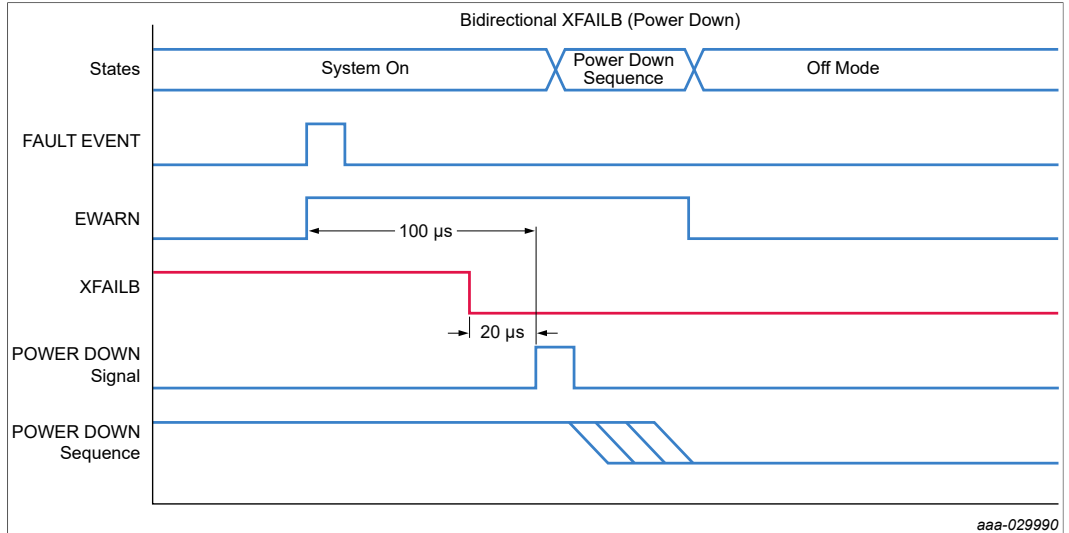 Bidirectional XFAILB (Power Down)
States
System On
Power Down
Sequence
Off Mode
FAULT EVENT
EWARN
100 µs
XFAILB
20 µs
POWER DOWN
Signal
POWER DOWN
Sequence
aaa-029990